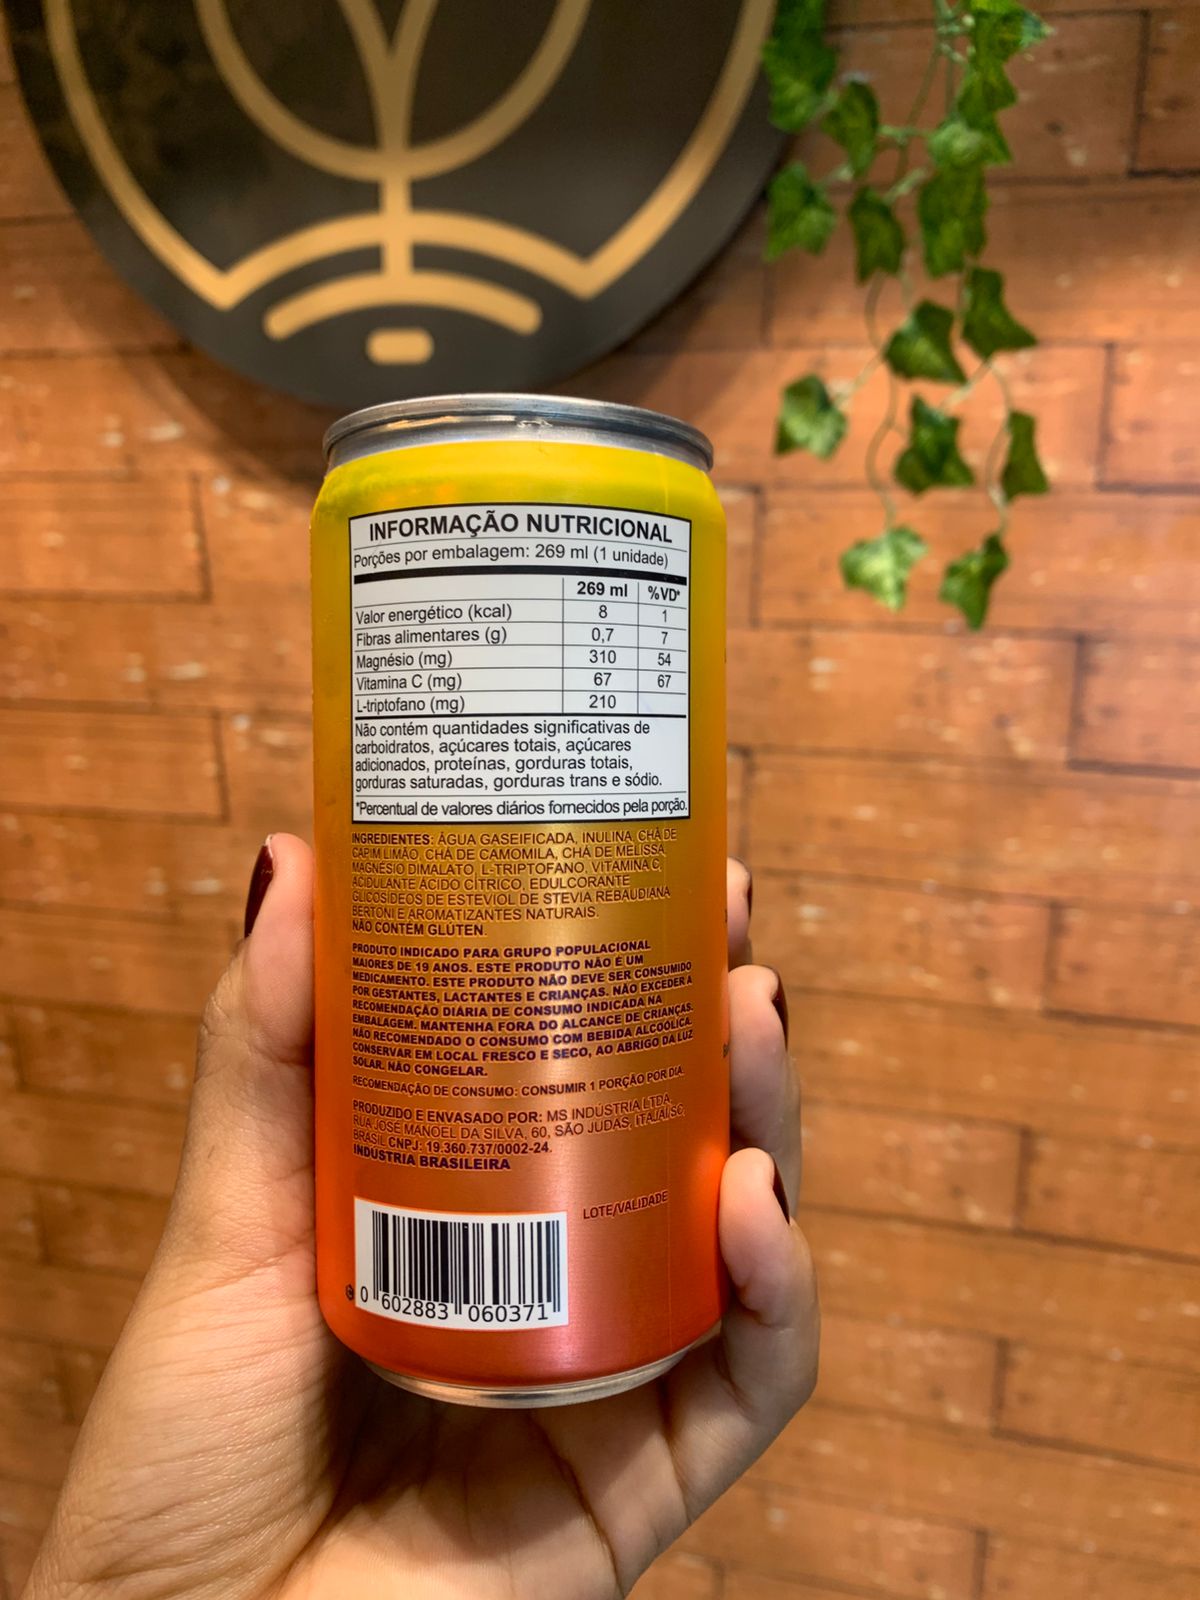 INFORMAÇÃO NUTRICIONAL
Porções por embalagem: 269 ml (1 unidade)
269 ml %VD*
Valor energético (kcal) 8 1
Fibras alimentares (g) 0,7 7
Magnésio (mg) 310 54
Vitamina C (mg) 67 67
L-triptofano (mg) 210
Não contém quantidades significativas de
carboidratos, açúcares totais, açúcares
adicionados, proteínas, gorduras totais,
gorduras saturadas, gorduras trans e sódio.
*Percentual de valores diários fornecidos pela porção.
INGREDIENTES: ÁGUA GASEIFICADA, INULINA, CHÁ DE
CAPIM LIMÃO, CHÁ DE CAMOMILA, CHÁ DE MELISSA,
MAGNÉSIO DIMALATO, L-TRIPTOFANO, VITAMINA C,
ACIDULANTE ÁCIDO CÍTRICO, EDULCORANTE
GLICOSÍDEOS DE ESTEVIOL DE STEVIA REBAUDIANA
BERTONI E AROMATIZANTES NATURAIS.
NÃO CONTÉM GLÚTEN.
PRODUTO INDICADO PARA GRUPO POPULACIONAL
MAIORES DE 19 ANOS. ESTE PRODUTO NÃO É UM
MEDICAMENTO. ESTE PRODUTO NÃO DEVE SER CONSUMIDO
POR GESTANTES, LACTANTES E CRIANÇAS. NÃO EXCEDER A
RECOMENDAÇÃO DIÁRIA DE CONSUMO INDICADA NA
EMBALAGEM. MANTENHA FORA DO ALCANCE DE CRIANÇAS.
NÃO RECOMENDADO O CONSUMO COM BEBIDA ALCOÓLICA.
CONSERVAR EM LOCAL FRESCO E SECO, AO ABRIGO DA LUZ
SOLAR. NÃO CONGELAR.
RECOMENDAÇÃO DE CONSUMO: CONSUMIR 1 PORÇÃO POR DIA.
PRODUZIDO E ENVASADO POR: MS INDÚSTRIA LTDA,
RUA JOSÉ MANOEL DA SILVA, 60, SÃO JUDAS, ITAJAÍ/SC,
BRASIL CNPJ: 19.360.737/0002-24.
INDÚSTRIA BRASILEIRA
LOTE/VALIDADE
0 602883 060371